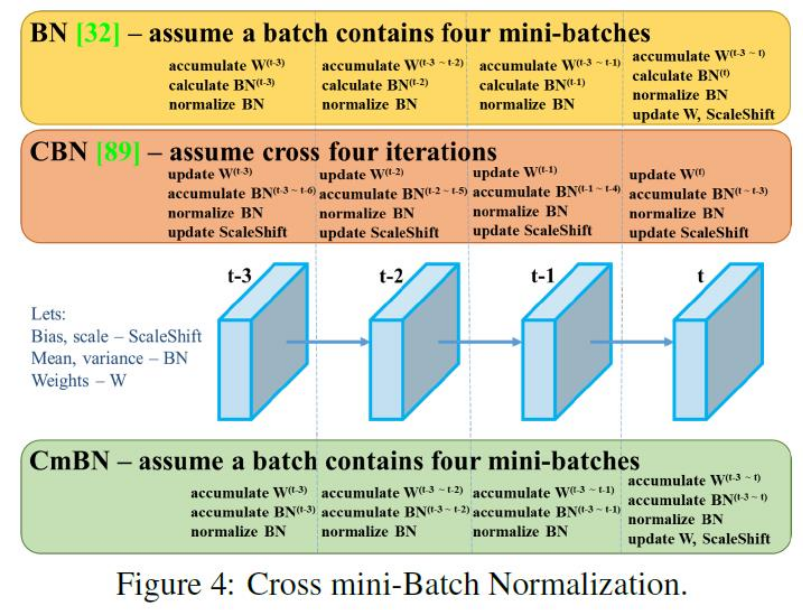 BN [32] – assume a batch contains four mini-batches
accumulate W(t-3) accumulate W(t-3 ~ t-2) accumulate W(t-3 ~ t-1) accumulate W(t-3 ~ t)
calculate BN(t-3) calculate BN(t-2) calculate BN(t-1) calculate BN(t)
normalize BN normalize BN normalize BN normalize BN
update W, ScaleShift
CBN [89] – assume cross four iterations
update W(t-3) update W(t-2) update W(t-1) update W(t)
accumulate BN(t-3 ~ t-6) accumulate BN(t-2 ~ t-5) accumulate BN(t-1 ~ t-4) accumulate BN(t ~ t-3)
normalize BN normalize BN normalize BN normalize BN
update ScaleShift update ScaleShift update ScaleShift update ScaleShift
t-3 t-2 t-1 t
Lets:
Bias, scale – ScaleShift
Mean, variance – BN
Weights – W
CmBN – assume a batch contains four mini-batches
accumulate W(t-3) accumulate W(t-3 ~ t-2) accumulate W(t-3 ~ t-1) accumulate W(t-3 ~ t)
accumulate BN(t-3) accumulate BN(t-3 ~ t-2) accumulate BN(t-3 ~ t-1) accumulate BN(t-3 ~ t)
normalize BN normalize BN normalize BN normalize BN
update W, ScaleShift
Figure 4: Cross mini-Batch Normalization.